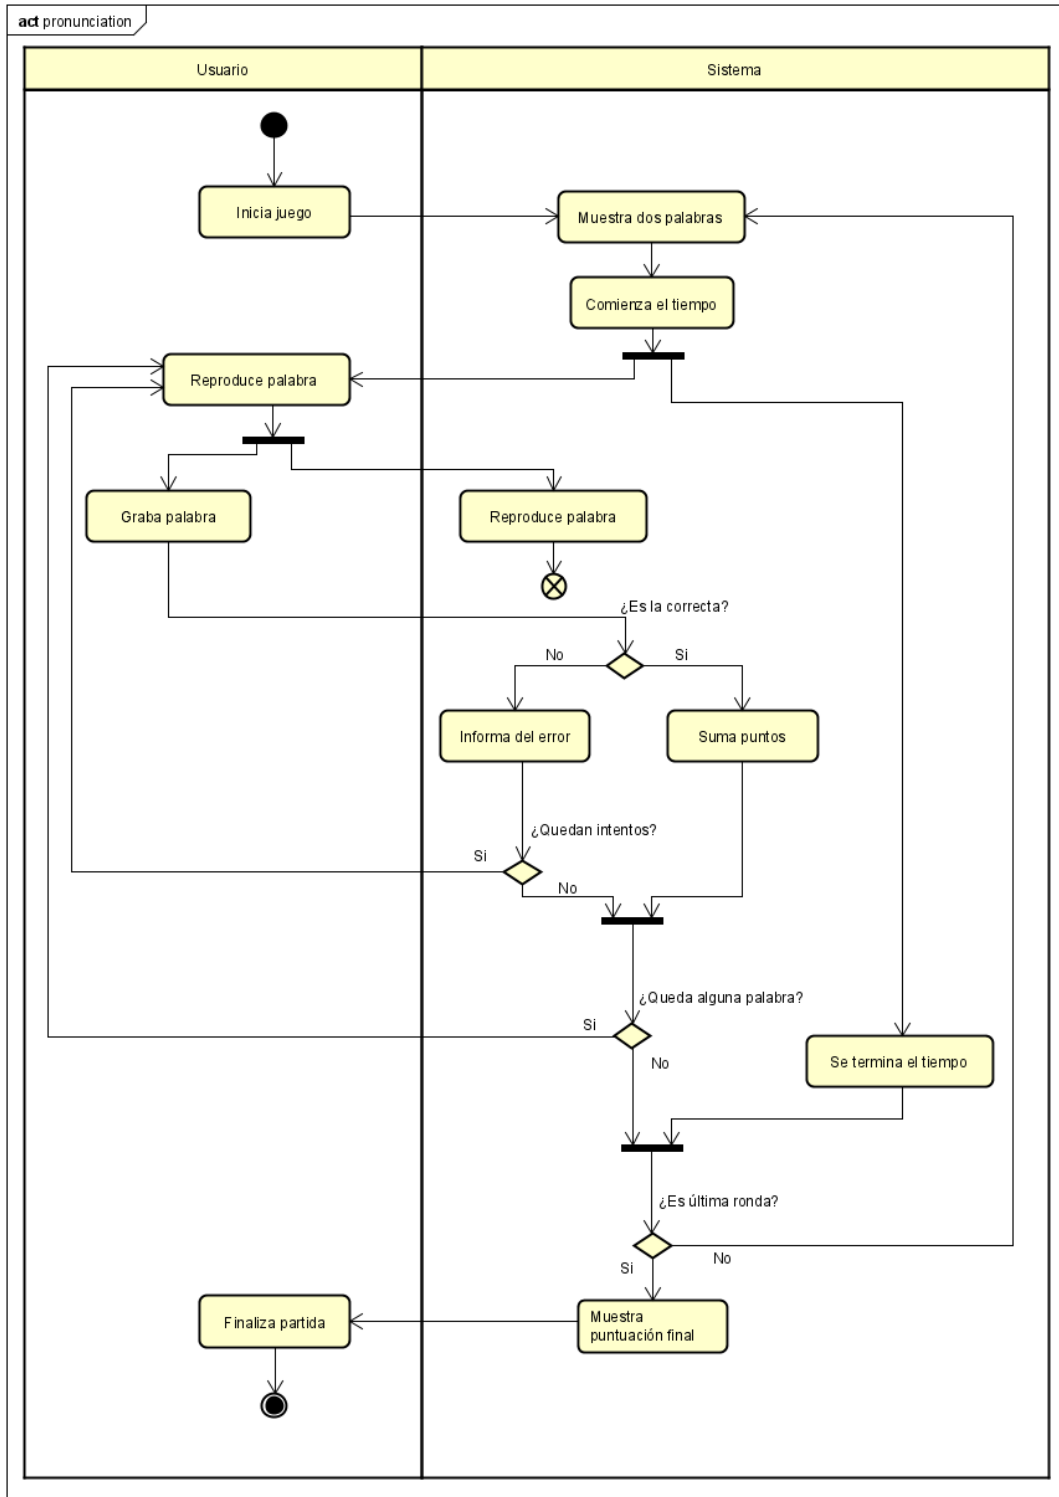 act pronunciation
Usuario
Sistema
Inicia juego
Muestra dos palabras
Comienza el tiempo
Reproduce palabra
Graba palabra
Reproduce palabra
¿Es la correcta?
No
Si
Informa del error
Suma puntos
¿Quedan intentos?
Si
No
¿Queda alguna palabra?
Si
No
Se termina el tiempo
¿Es última ronda?
No
Si
Finaliza partida
Muestra
puntuación final